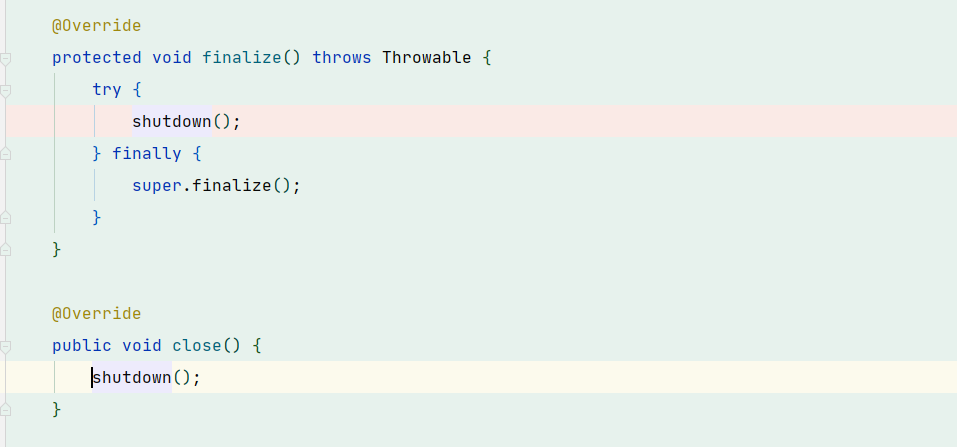 @Override
protected void finalize() throws Throwable {
try {
shutdown();
} finally {
super.finalize();
}
}
@Override
public void close() {
shutdown();
}